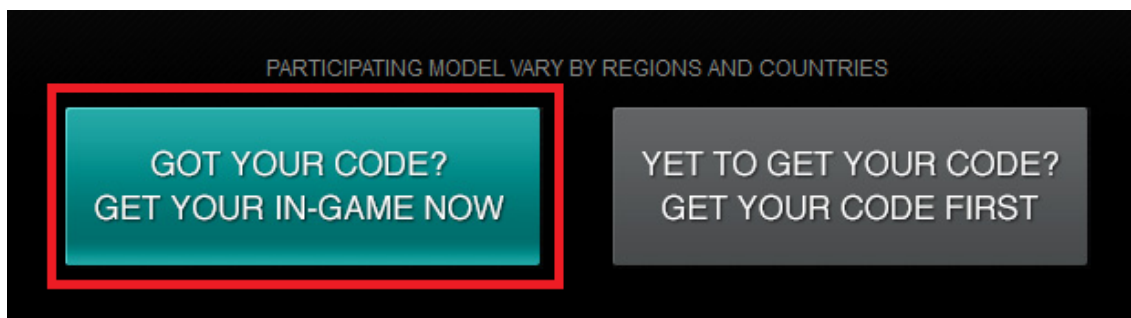 PARTICIPATING MODEL VARY BY REGIONS AND COUNTRIES
GOT YOUR CODE?
GET YOUR IN-GAME NOW
YET TO GET YOUR CODE?
GET YOUR CODE FIRST